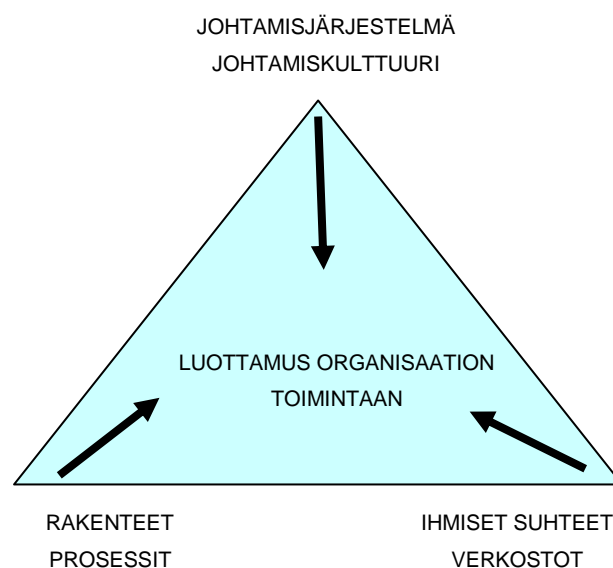 JOHTAMISJÄRJESTELMÄ
JOHTAMISKULTTUURI
LUOTTAMUS ORGANISAATION
TOIMINTAAN
RAKENTEET
PROSESSIT
IHMISET SUHTEET
VERKOSTOT